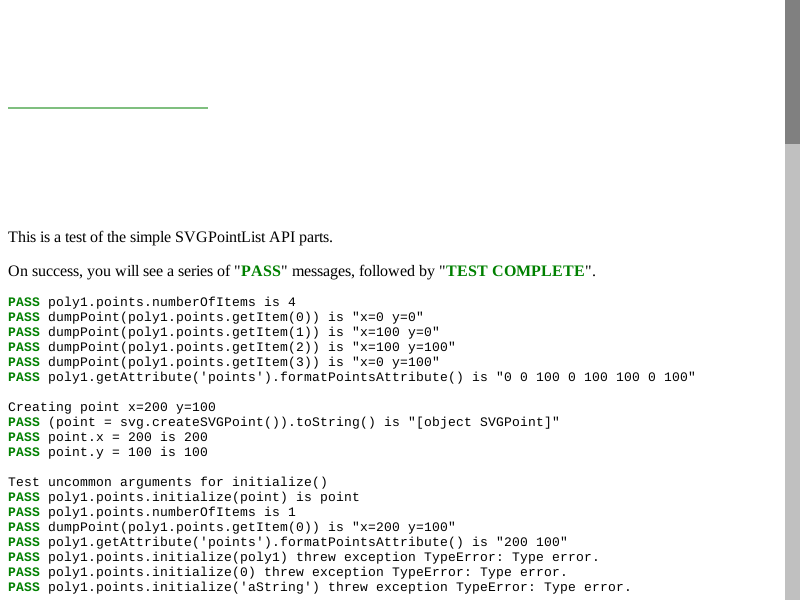 This is a test of the simple SVGPointList API parts.
On success, you will see a series of "PASS" messages, followed by "TEST COMPLETE".
PASS poly1.points.numberOfItems is 4
PASS dumpPoint(poly1.points.getItem(0)) is "x=0 y=0"
PASS dumpPoint(poly1.points.getItem(1)) is "x=100 y=0"
PASS dumpPoint(poly1.points.getItem(2)) is "x=100 y=100"
PASS dumpPoint(poly1.points.getItem(3)) is "x=0 y=100"
PASS poly1.getAttribute('points').formatPointsAttribute() is "0 0 100 0 100 100 0 100"
Creating point x=200 y=100
PASS (point = svg.createSVGPoint()).toString() is "[object SVGPoint]"
PASS point.x = 200 is 200
PASS point.y = 100 is 100
Test uncommon arguments for initialize()
PASS poly1.points.initialize(point) is point
PASS poly1.points.numberOfItems is 1
PASS dumpPoint(poly1.points.getItem(0)) is "x=200 y=100"
PASS poly1.getAttribute('points').formatPointsAttribute() is "200 100"
PASS poly1.points.initialize(poly1) threw exception TypeError: Type error.
PASS poly1.points.initialize(0) threw exception TypeError: Type error.
PASS poly1.points.initialize('aString') threw exception TypeError: Type error.